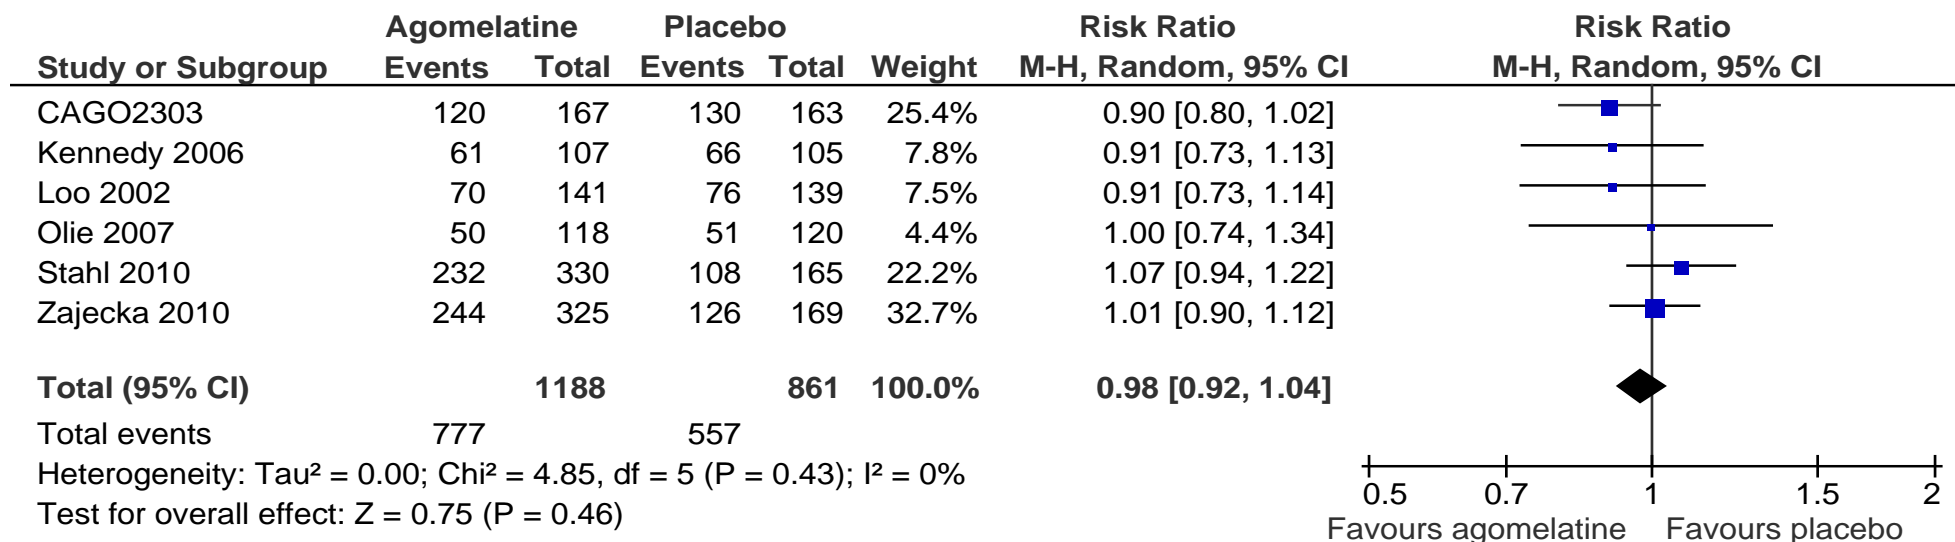 Agomelatine Placebo Risk Ratio Risk Ratio
Study or Subgroup Events Total Events Total Weight M-H, Random, 95% CI M-H, Random, 95% CI
CAGO2303 120 167 130 163 25.4% 0.90 [0.80, 1.02]
Kennedy 2006 61 107 66 105 7.8% 0.91 [0.73, 1.13]
Loo 2002 70 141 76 139 7.5% 0.91 [0.73, 1.14]
Olie 2007 50 118 51 120 4.4% 1.00 [0.74, 1.34]
Stahl 2010 232 330 108 165 22.2% 1.07 [0.94, 1.22]
Zajecka 2010 244 325 126 169 32.7% 1.01 [0.90, 1.12]
Total (95% CI) 1188 861 100.0% 0.98 [0.92, 1.04]
Total events 777 557
Heterogeneity: Tau² = 0.00; Chi² = 4.85, df = 5 (P = 0.43); I² = 0%
Test for overall effect: Z = 0.75 (P = 0.46)
0.5 0.7 1 1.5 2
Favours agomelatine Favours placebo